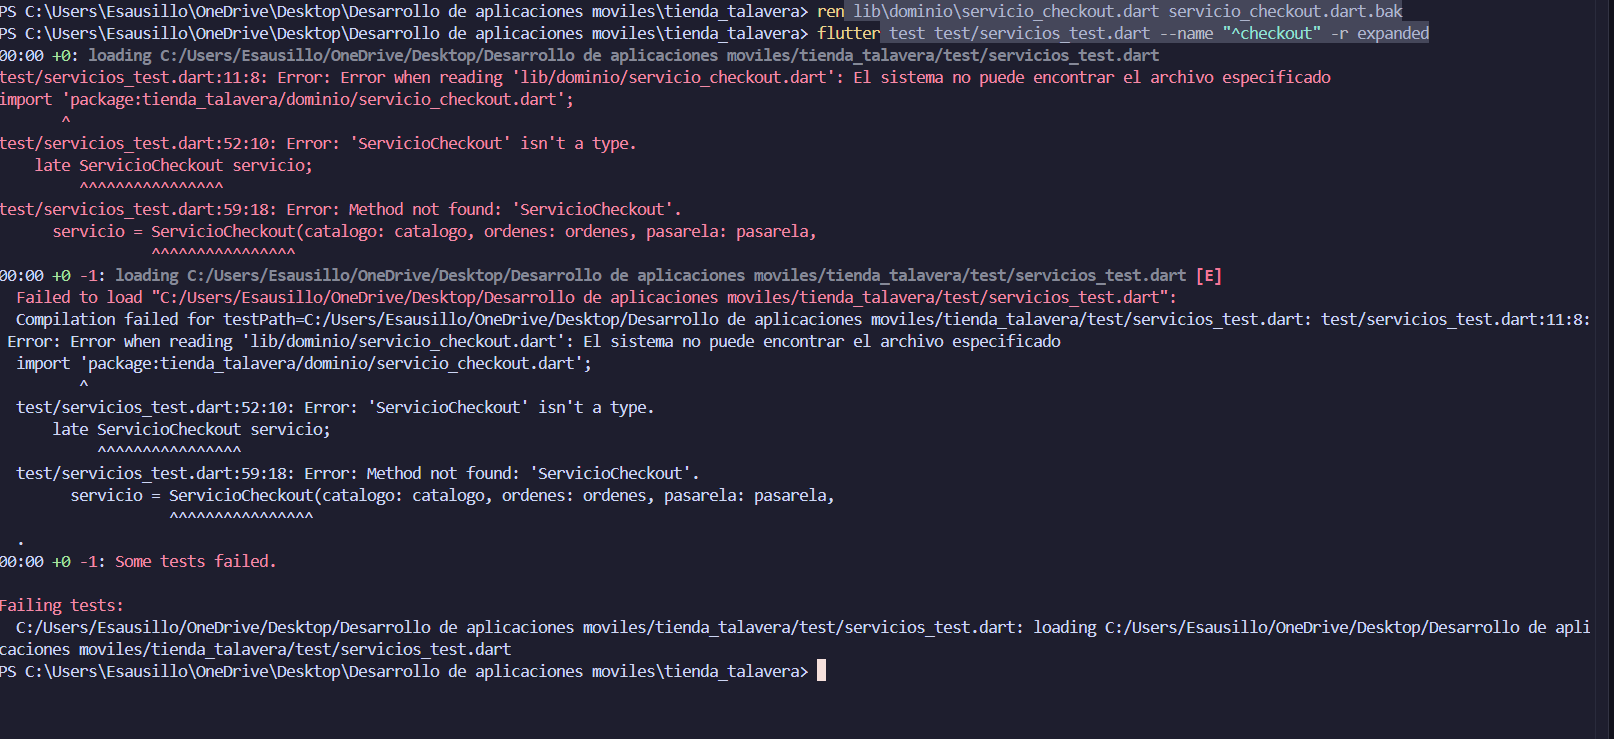 PS C:\Users\Esausillo\OneDrive\Desktop\Desarrollo de aplicaciones moviles\tienda_talavera> ren lib\dominio\servicio_checkout.dart servicio_checkout.dart.bak
PS C:\Users\Esausillo\OneDrive\Desktop\Desarrollo de aplicaciones moviles\tienda_talavera> flutter test test/servicios_test.dart --name "^checkout" -r expanded
00:00 +0: loading C:/Users/Esausillo/OneDrive/Desktop/Desarrollo de aplicaciones moviles/tienda_talavera/test/servicios_test.dart
test/servicios_test.dart:11:8: Error: Error when reading 'lib/dominio/servicio_checkout.dart': El sistema no puede encontrar el archivo especificado
import 'package:tienda_talavera/dominio/servicio_checkout.dart';
       ^
test/servicios_test.dart:52:10: Error: 'ServicioCheckout' isn't a type.
    late ServicioCheckout servicio;
         ^^^^^^^^^^^^^^^^
test/servicios_test.dart:59:18: Error: Method not found: 'ServicioCheckout'.
      servicio = ServicioCheckout(catalogo: catalogo, ordenes: ordenes, pasarela: pasarela,
                 ^^^^^^^^^^^^^^^^
00:00 +0 -1: loading C:/Users/Esausillo/OneDrive/Desktop/Desarrollo de aplicaciones moviles/tienda_talavera/test/servicios_test.dart [E]
  Failed to load "C:/Users/Esausillo/OneDrive/Desktop/Desarrollo de aplicaciones moviles/tienda_talavera/test/servicios_test.dart":
  Compilation failed for testPath=C:/Users/Esausillo/OneDrive/Desktop/Desarrollo de aplicaciones moviles/tienda_talavera/test/servicios_test.dart: test/servicios_test.dart:11:8:
 Error: Error when reading 'lib/dominio/servicio_checkout.dart': El sistema no puede encontrar el archivo especificado
  import 'package:tienda_talavera/dominio/servicio_checkout.dart';
         ^
  test/servicios_test.dart:52:10: Error: 'ServicioCheckout' isn't a type.
      late ServicioCheckout servicio;
           ^^^^^^^^^^^^^^^^
  test/servicios_test.dart:59:18: Error: Method not found: 'ServicioCheckout'.
        servicio = ServicioCheckout(catalogo: catalogo, ordenes: ordenes, pasarela: pasarela,
                   ^^^^^^^^^^^^^^^^
  .
00:00 +0 -1: Some tests failed.

Failing tests:
  C:/Users/Esausillo/OneDrive/Desktop/Desarrollo de aplicaciones moviles/tienda_talavera/test/servicios_test.dart: loading C:/Users/Esausillo/OneDrive/Desktop/Desarrollo de apli
caciones moviles/tienda_talavera/test/servicios_test.dart
PS C:\Users\Esausillo\OneDrive\Desktop\Desarrollo de aplicaciones moviles\tienda_talavera>